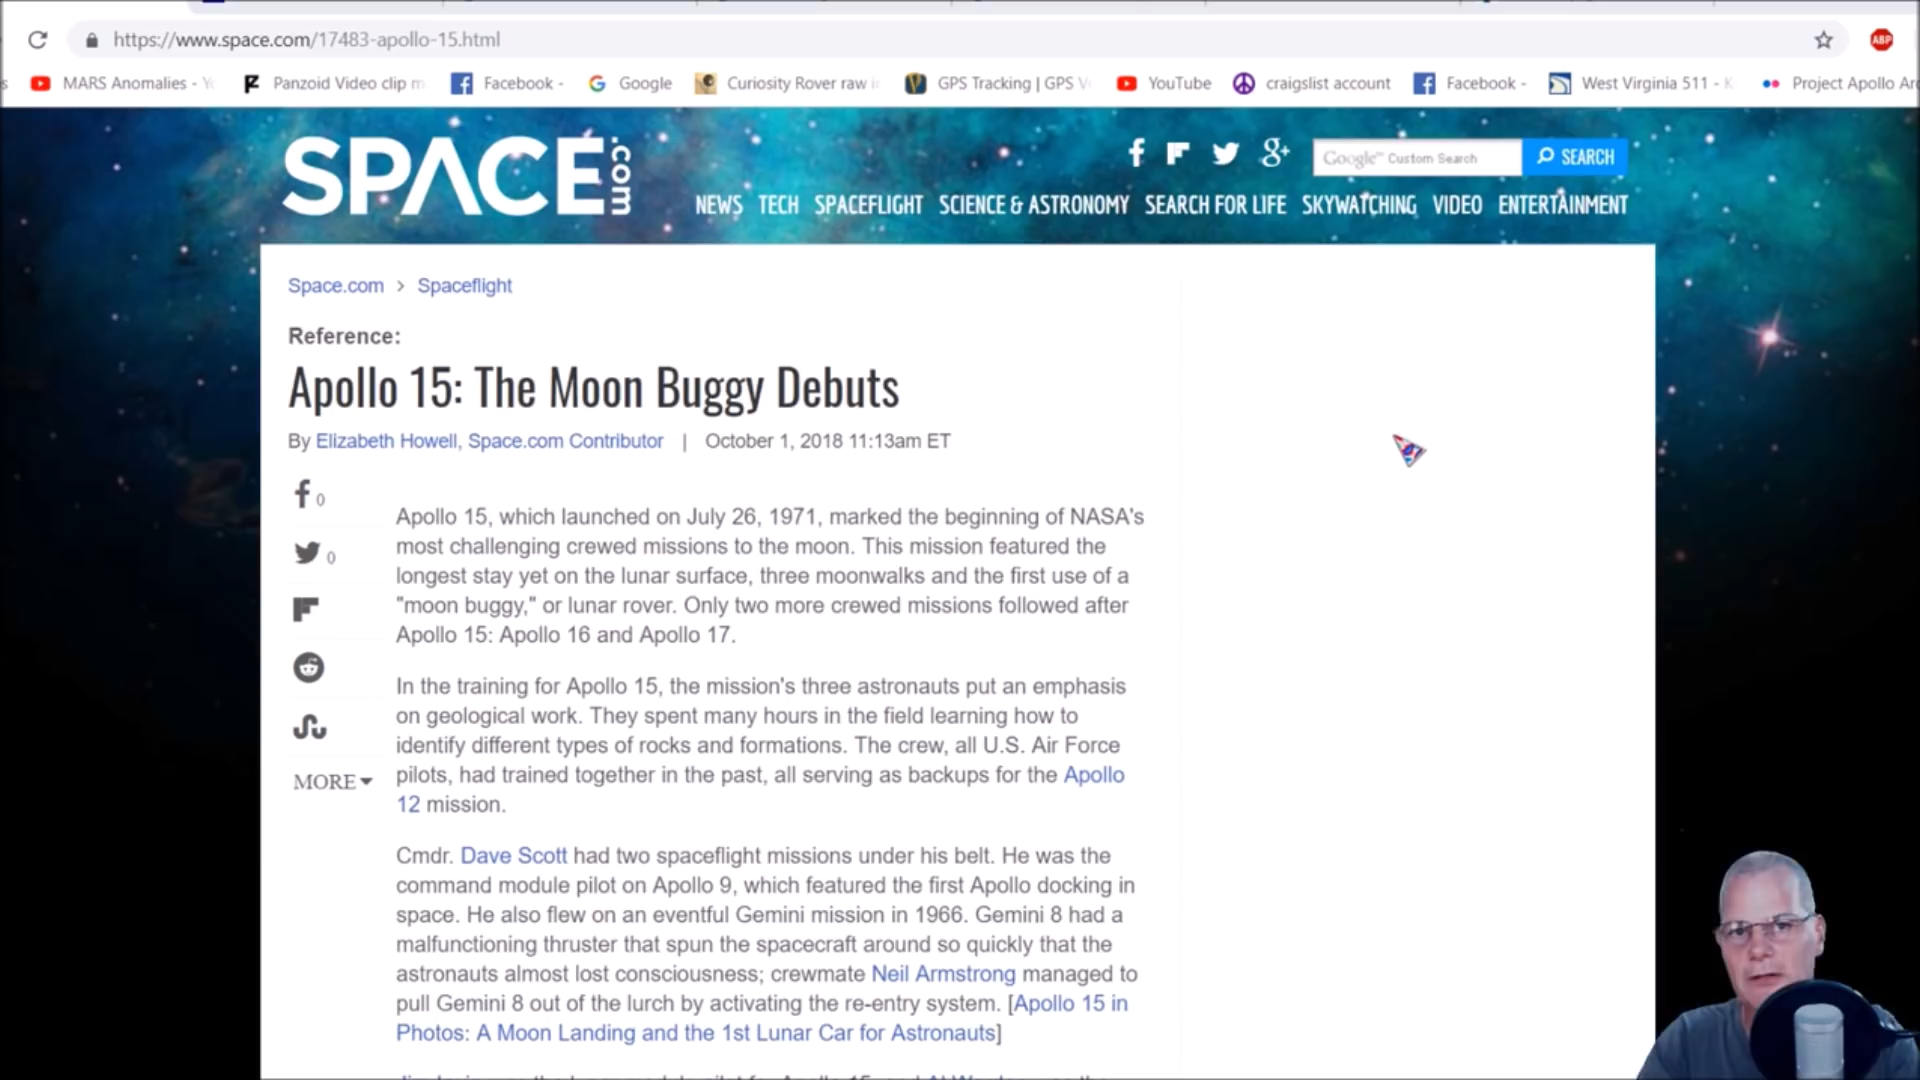 https://www.space.com/17483-apollo-15.html
ABP
s MARS Anomalies - Panzoid Video clip Facebook - Google Curiosity Rover raw GPS Tracking | GPS YouTube craigslist account Facebook - West Virginia 511 - Project Apollo
SPACE.com
Google™ Custom Search SEARCH
NEWS TECH SPACEFLIGHT SCIENCE & ASTRONOMY SEARCH FOR LIFE SKYWATCHING VIDEO ENTERTAINMENT
Space.com > Spaceflight
Reference:
Apollo 15: The Moon Buggy Debuts
By Elizabeth Howell, Space.com Contributor | October 1, 2018 11:13am ET
0
0
MORE
Apollo 15, which launched on July 26, 1971, marked the beginning of NASA's
most challenging crewed missions to the moon. This mission featured the
longest stay yet on the lunar surface, three moonwalks and the first use of a
"moon buggy," or lunar rover. Only two more crewed missions followed after
Apollo 15: Apollo 16 and Apollo 17.
In the training for Apollo 15, the mission's three astronauts put an emphasis
on geological work. They spent many hours in the field learning how to
identify different types of rocks and formations. The crew, all U.S. Air Force
pilots, had trained together in the past, all serving as backups for the Apollo
12 mission.
Cmdr. Dave Scott had two spaceflight missions under his belt. He was the
command module pilot on Apollo 9, which featured the first Apollo docking in
space. He also flew on an eventful Gemini mission in 1966. Gemini 8 had a
malfunctioning thruster that spun the spacecraft around so quickly that the
astronauts almost lost consciousness; crewmate Neil Armstrong managed to
pull Gemini 8 out of the lurch by activating the re-entry system. [Apollo 15 in
Photos: A Moon Landing and the 1st Lunar Car for Astronauts]